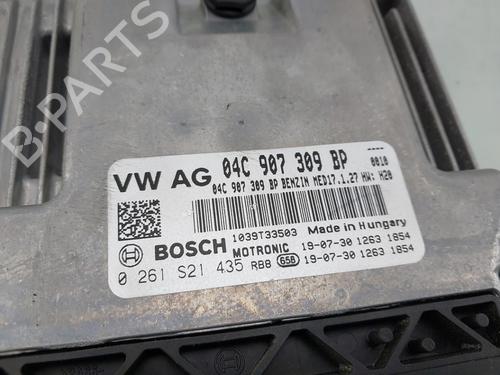 VW AG 04C 907 309 BP 0010
04C 907 309 BP BENZIN MED17.1.27 HW: H20
1039T33503 Made in Hungary
BOSCH MOTRONIC 19-07-30 1263 1854
0 261 S21 435 RBB 658 19-07-30 1263 1854
B-PARTS